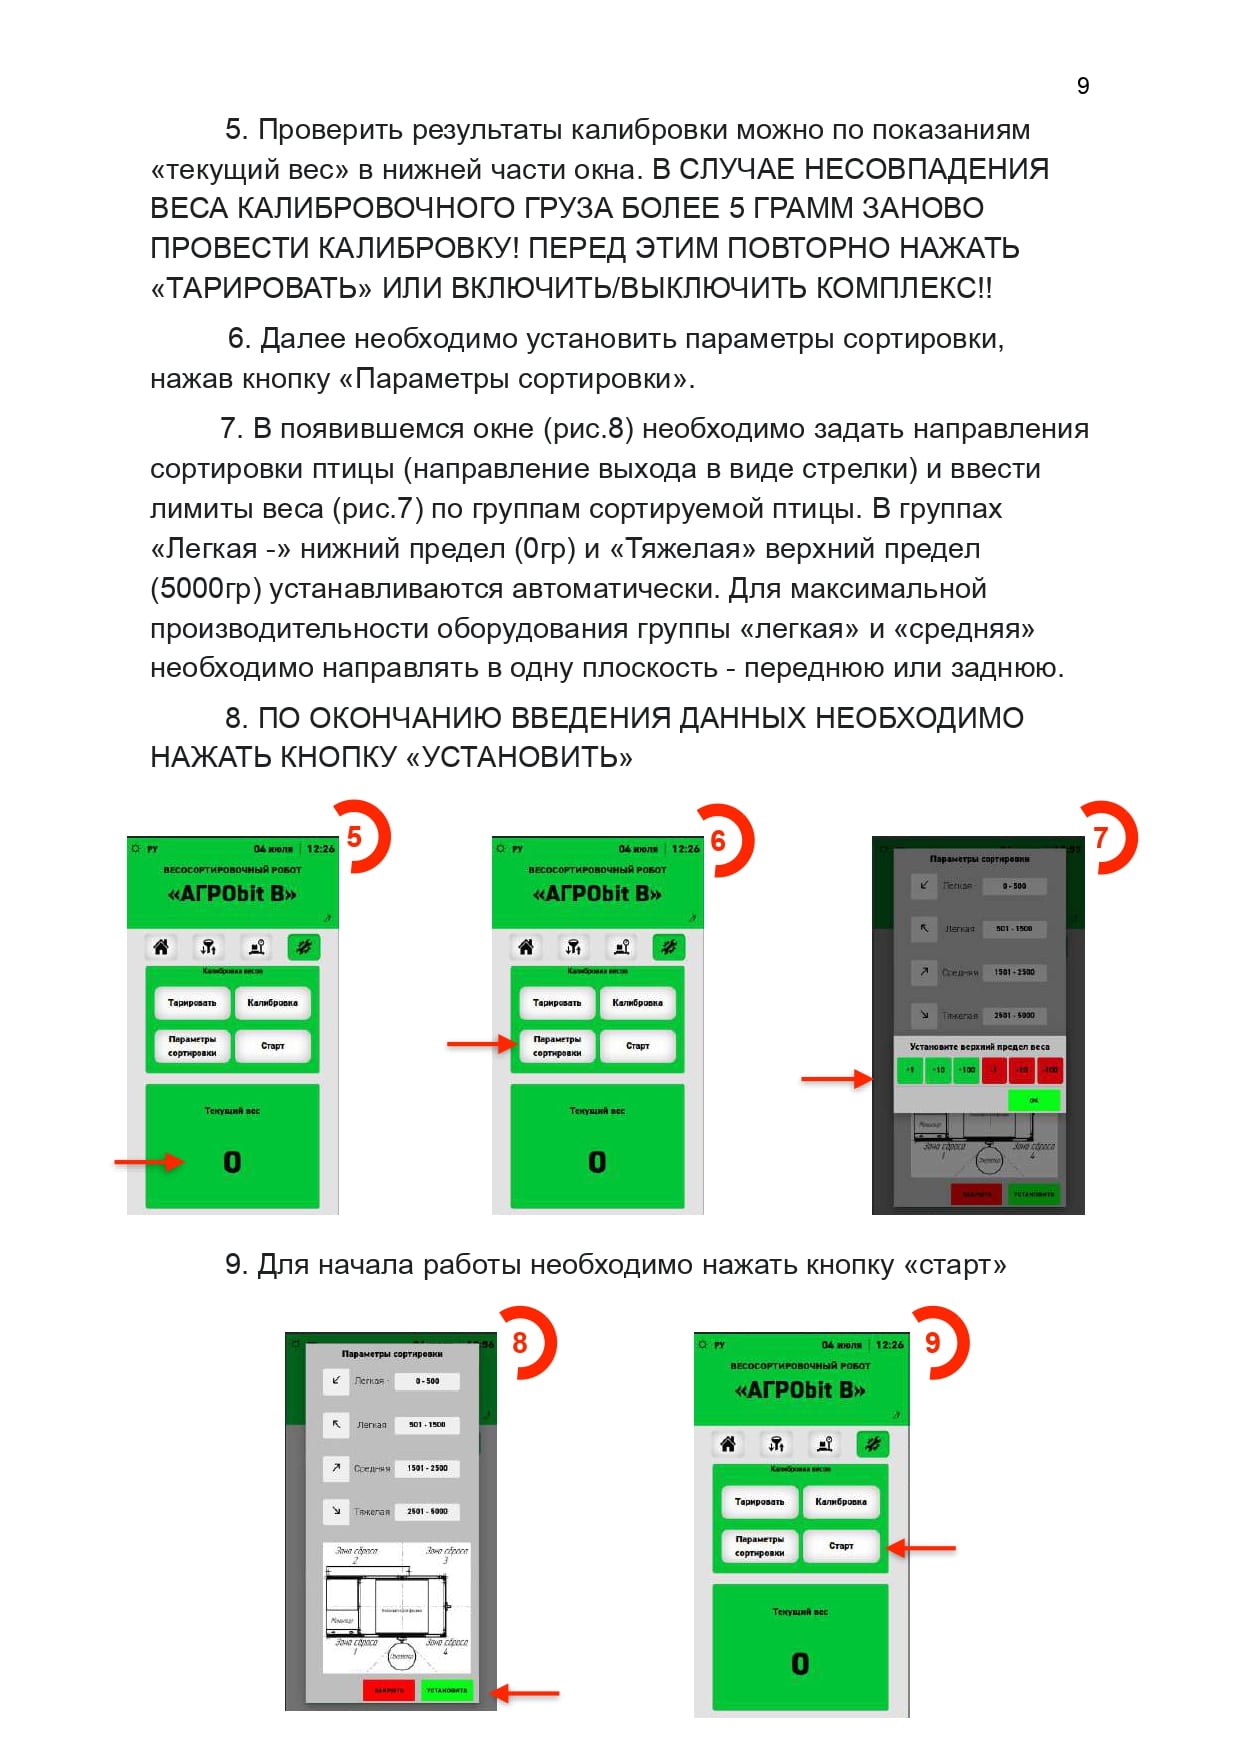 9
5. Проверить результаты калибровки можно по показаниям
«текущий вес» в нижней части окна. В СЛУЧАЕ НЕСОВПАДЕНИЯ
ВЕСА КАЛИБРОВОЧНОГО ГРУЗА БОЛЕЕ 5 ГРАММ ЗАНОВО
ПРОВЕСТИ КАЛИБРОВКУ! ПЕРЕД ЭТИМ ПОВТОРНО НАЖАТЬ
«ТАРИРОВАТЬ» ИЛИ ВКЛЮЧИТЬ/ВЫКЛЮЧИТЬ КОМПЛЕКС!!
6. Далее необходимо установить параметры сортировки,
нажав кнопку «Параметры сортировки».
7. В появившемся окне (рис.8) необходимо задать направления
сортировки птицы (направление выхода в виде стрелки) и ввести
лимиты веса (рис.7) по группам сортируемой птицы. В группах
«Легкая -» нижний предел (0гр) и «Тяжелая» верхний предел
(5000гр) устанавливаются автоматически. Для максимальной
производительности оборудования группы «легкая» и «средняя»
необходимо направлять в одну плоскость - переднюю или заднюю.
8. ПО ОКОНЧАНИЮ ВВЕДЕНИЯ ДАННЫХ НЕОБХОДИМО
НАЖАТЬ КНОПКУ «УСТАНОВИТЬ»
5
РУ 04 июля | 12:26
ВЕСОСОРТИРОВОЧНЫЙ РОБОТ
«АГРОbit В»
Калибровка весов
Тарировать Калибровка
Параметры
сортировки
Старт
Текущий вес
0
6
РУ 04 июля | 12:26
ВЕСОСОРТИРОВОЧНЫЙ РОБОТ
«АГРОbit В»
Калибровка весов
Тарировать Калибровка
Параметры
сортировки
Старт
Текущий вес
0
7
Параметры сортировки
Легкая - 0 - 500
Легкая 501 - 1500
Средняя 1501 - 2500
Тяжелая 2501 - 5000
Установите верхний предел веса
+1 +10 +100 -1 -10 -100
ОК
Зона сброса
1
Зона сброса
4
ЗАКРЫТЬ УСТАНОВИТЬ
9. Для начала работы необходимо нажать кнопку «старт»
8
Параметры сортировки
Легкая - 0 - 500
Легкая 501 - 1500
Средняя 1501 - 2500
Тяжелая 2501 - 5000
Зона сброса
2
Зона сброса
3
Зона сброса
1
Зона сброса
4
ЗАКРЫТЬ УСТАНОВИТЬ
9
РУ 04 июля | 12:26
ВЕСОСОРТИРОВОЧНЫЙ РОБОТ
«АГРОbit В»
Калибровка весов
Тарировать Калибровка
Параметры
сортировки
Старт
Текущий вес
0